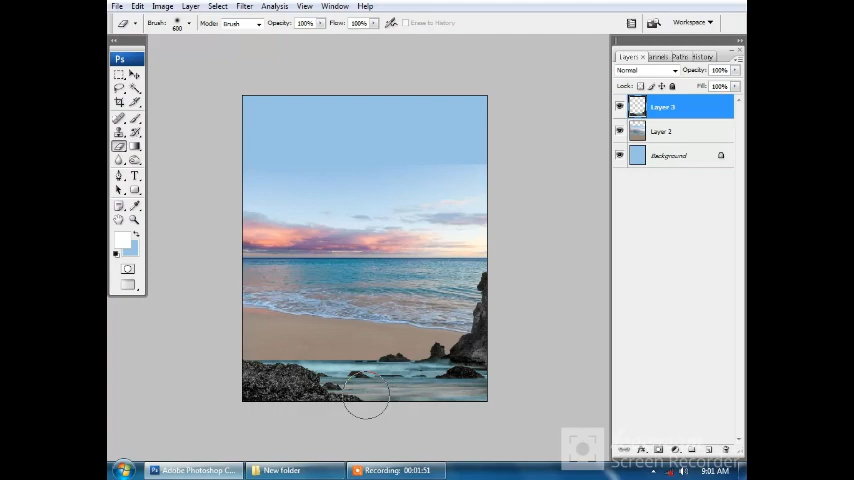 File Edit Image Layer Select Filter Analysis View Window Help
Brush: 600 Mode: Brush Opacity: 100% Flow: 100% Erase to History Workspace
Ps
Layers annels Paths History
Normal Opacity: 100%
Lock: Fill: 100%
Layer 3
Layer 2
Background
Screen Recorder
Adobe Photoshop C... New folder Recording: 00:01:51 9:01 AM